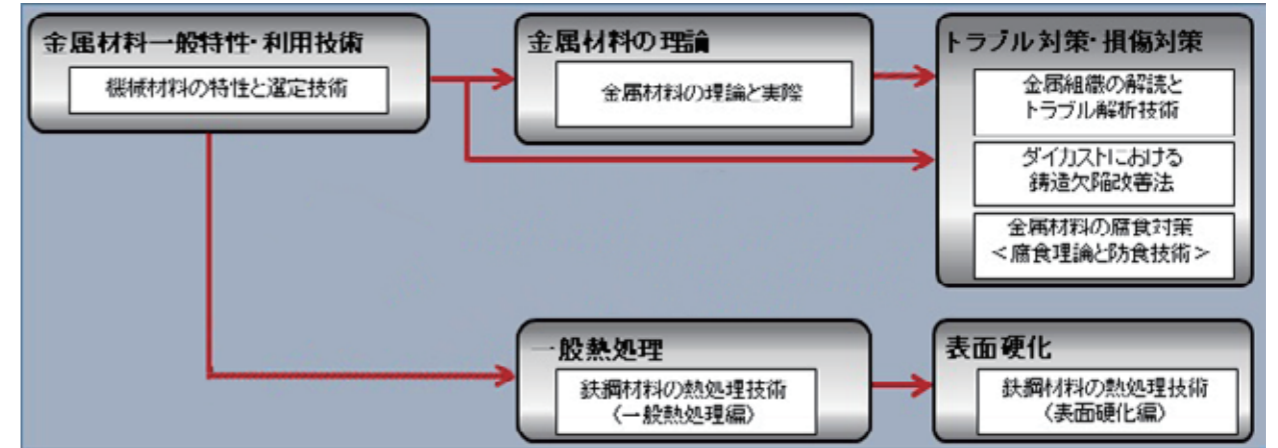 金属材料一般特性・利用技術
機械材料の特性と選定技術
金属材料の理論
金属材料の理論と実際
トラブル対策・損傷対策
金属組織の解読と
トラブル解析技術
ダイカストにおける
鋳造欠陥改善法
金属材料の腐食対策
<腐食理論と防食技術>
一般熱処理
鉄鋼材料の熱処理技術
(一般熱処理編)
表面硬化
鉄鋼材料の熱処理技術
(表面硬化編)